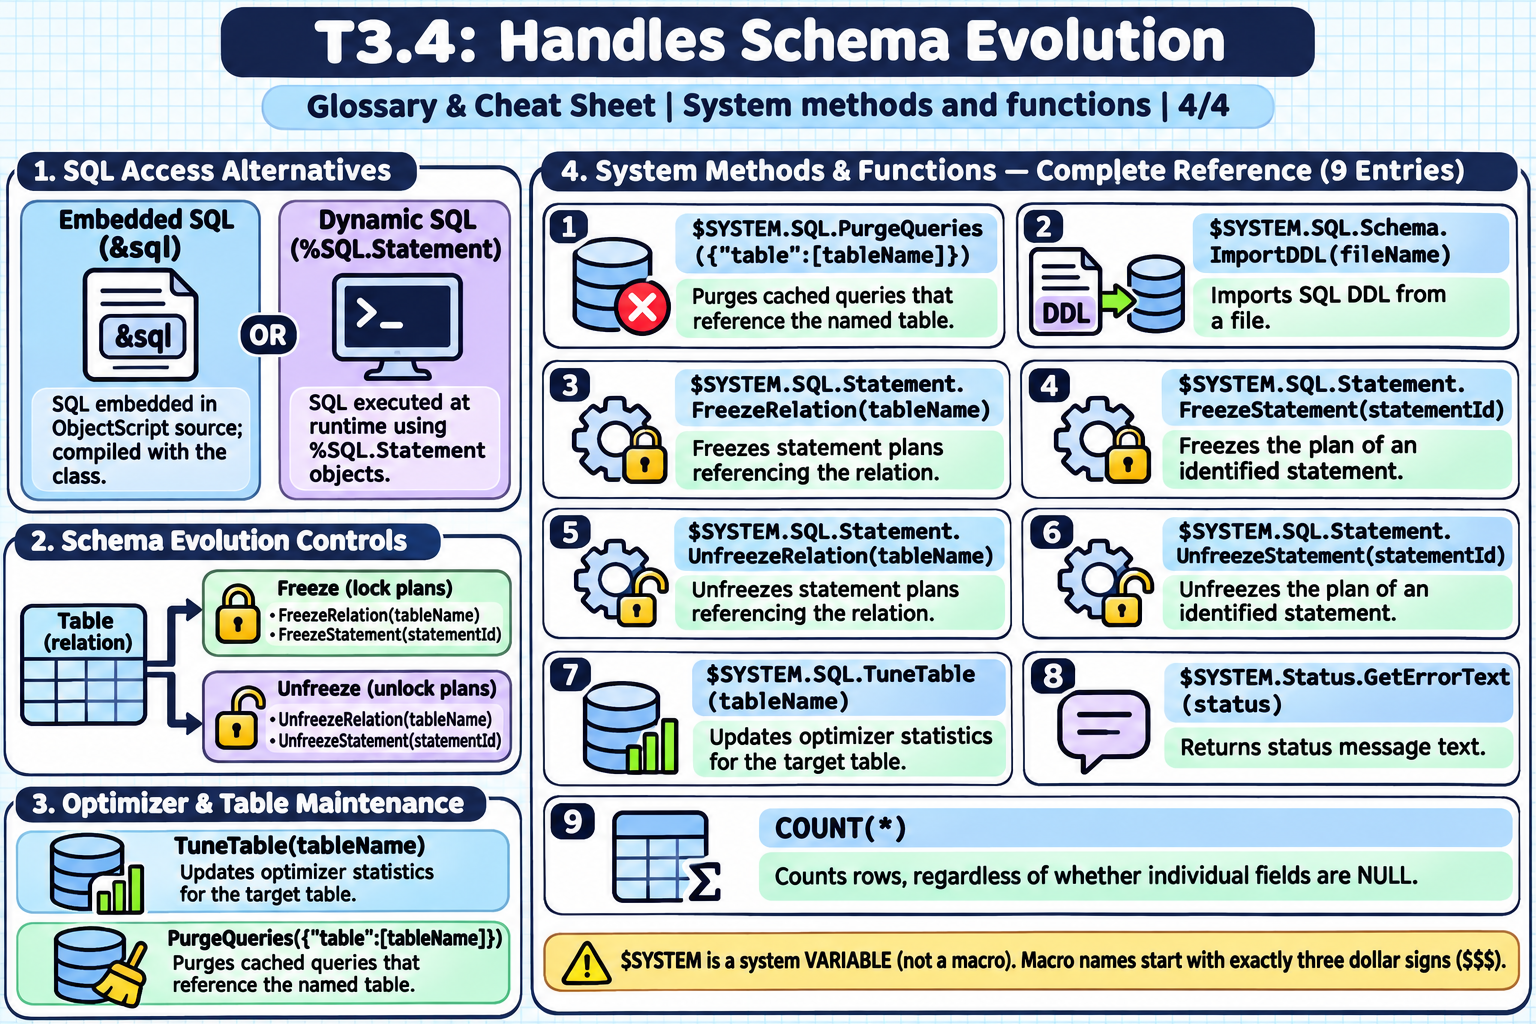 T3.4: Handles Schema Evolution
Glossary & Cheat Sheet | System methods and functions | 4/4
1. SQL Access Alternatives
Embedded SQL
(&sql)
&sql
SQL embedded in
ObjectScript source;
compiled with the
class.
OR
Dynamic SQL
(%SQL.Statement)
>_
SQL executed at
runtime using
%SQL.Statement
objects.
2. Schema Evolution Controls
Table
(relation)
Freeze (lock plans)
• FreezeRelation(tableName)
• FreezeStatement(statementId)
Unfreeze (unlock plans)
• UnfreezeRelation(tableName)
• UnfreezeStatement(statementId)
3. Optimizer & Table Maintenance
TuneTable(tableName)
Updates optimizer statistics
for the target table.
PurgeQueries({"table":[tableName]})
Purges cached queries that
reference the named table.
4. System Methods & Functions — Complete Reference (9 Entries)
1
$SYSTEM.SQL.PurgeQueries
({"table":[tableName]})
Purges cached queries that
reference the named table.
2
DDL
$SYSTEM.SQL.Schema.
ImportDDL(fileName)
Imports SQL DDL from
a file.
3
$SYSTEM.SQL.Statement.
FreezeRelation(tableName)
Freezes statement plans
referencing the relation.
4
$SYSTEM.SQL.Statement.
FreezeStatement(statementId)
Freezes the plan of an
identified statement.
5
$SYSTEM.SQL.Statement.
UnfreezeRelation(tableName)
Unfreezes statement plans
referencing the relation.
6
$SYSTEM.SQL.Statement.
UnfreezeStatement(statementId)
Unfreezes the plan of an
identified statement.
7
$SYSTEM.SQL.TuneTable
(tableName)
Updates optimizer statistics
for the target table.
8
$SYSTEM.Status.GetErrorText
(status)
Returns status message text.
9
Σ
COUNT(*)
Counts rows, regardless of whether individual fields are NULL.
$SYSTEM is a system VARIABLE (not a macro). Macro names start with exactly three dollar signs ($$$).